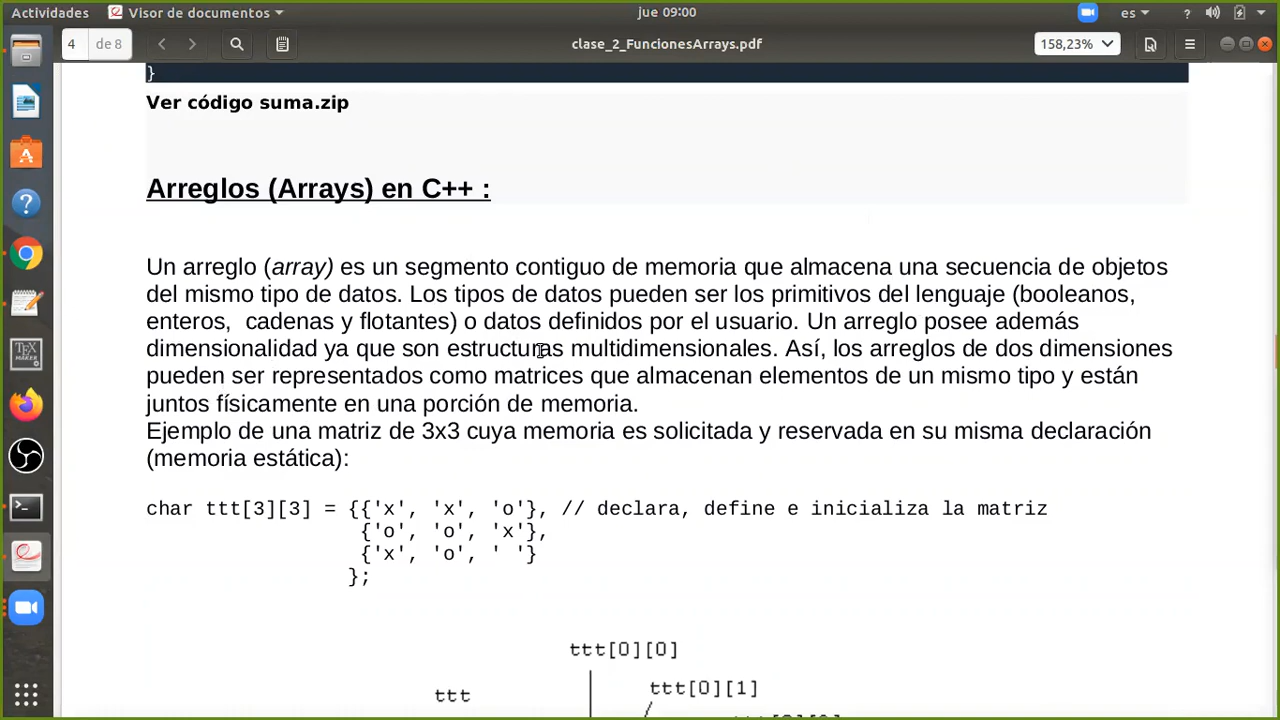 Actividades
Visor de documentos
jue 09:00
es
4
de 8
clase_2_FuncionesArrays.pdf
158,23%
}
Ver código suma.zip
Arreglos (Arrays) en C++ :
Un arreglo (array) es un segmento contiguo de memoria que almacena una secuencia de objetos
del mismo tipo de datos. Los tipos de datos pueden ser los primitivos del lenguaje (booleanos,
enteros, cadenas y flotantes) o datos definidos por el usuario. Un arreglo posee además
dimensionalidad ya que son estructuras multidimensionales. Así, los arreglos de dos dimensiones
pueden ser representados como matrices que almacenan elementos de un mismo tipo y están
juntos físicamente en una porción de memoria.
Ejemplo de una matriz de 3x3 cuya memoria es solicitada y reservada en su misma declaración
(memoria estática):
char ttt[3][3] = {{'x', 'x', 'o'}, // declara, define e inicializa la matriz
{'o', 'o', 'x'},
{'x', 'o', ' '}
};
ttt[0][0]
ttt[0][1]
ttt